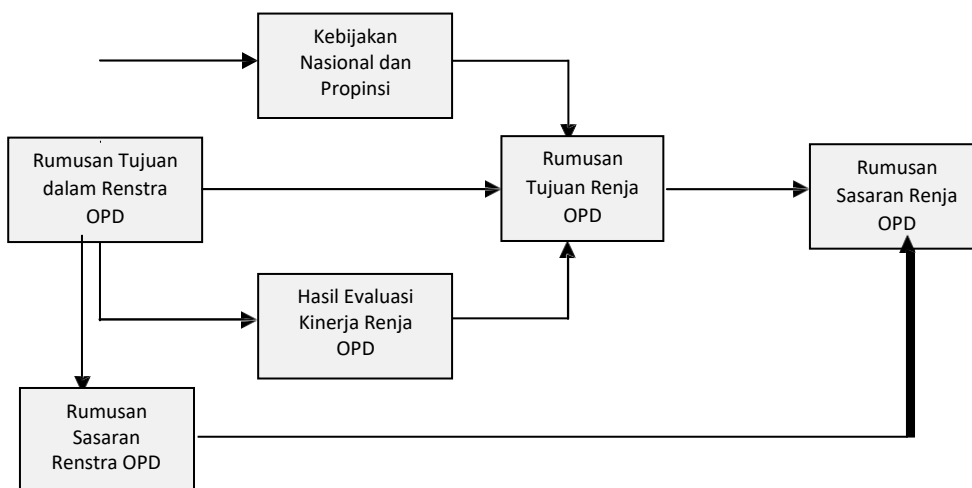 Kebijakan
Nasional dan
Propinsi
Rumusan Tujuan
dalam Renstra
OPD
Rumusan
Tujuan Renja
OPD
Rumusan
Sasaran Renja
OPD
Hasil Evaluasi
Kinerja Renja
OPD
Rumusan
Sasaran
Renstra OPD